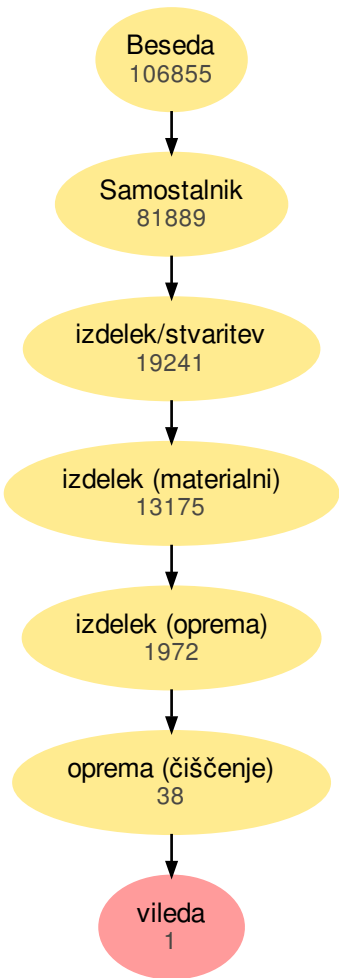 Beseda
106855
Samostalnik
81889
izdelek/stvaritev
19241
izdelek (materialni)
13175
izdelek (oprema)
1972
oprema (čiščenje)
38
vileda
1